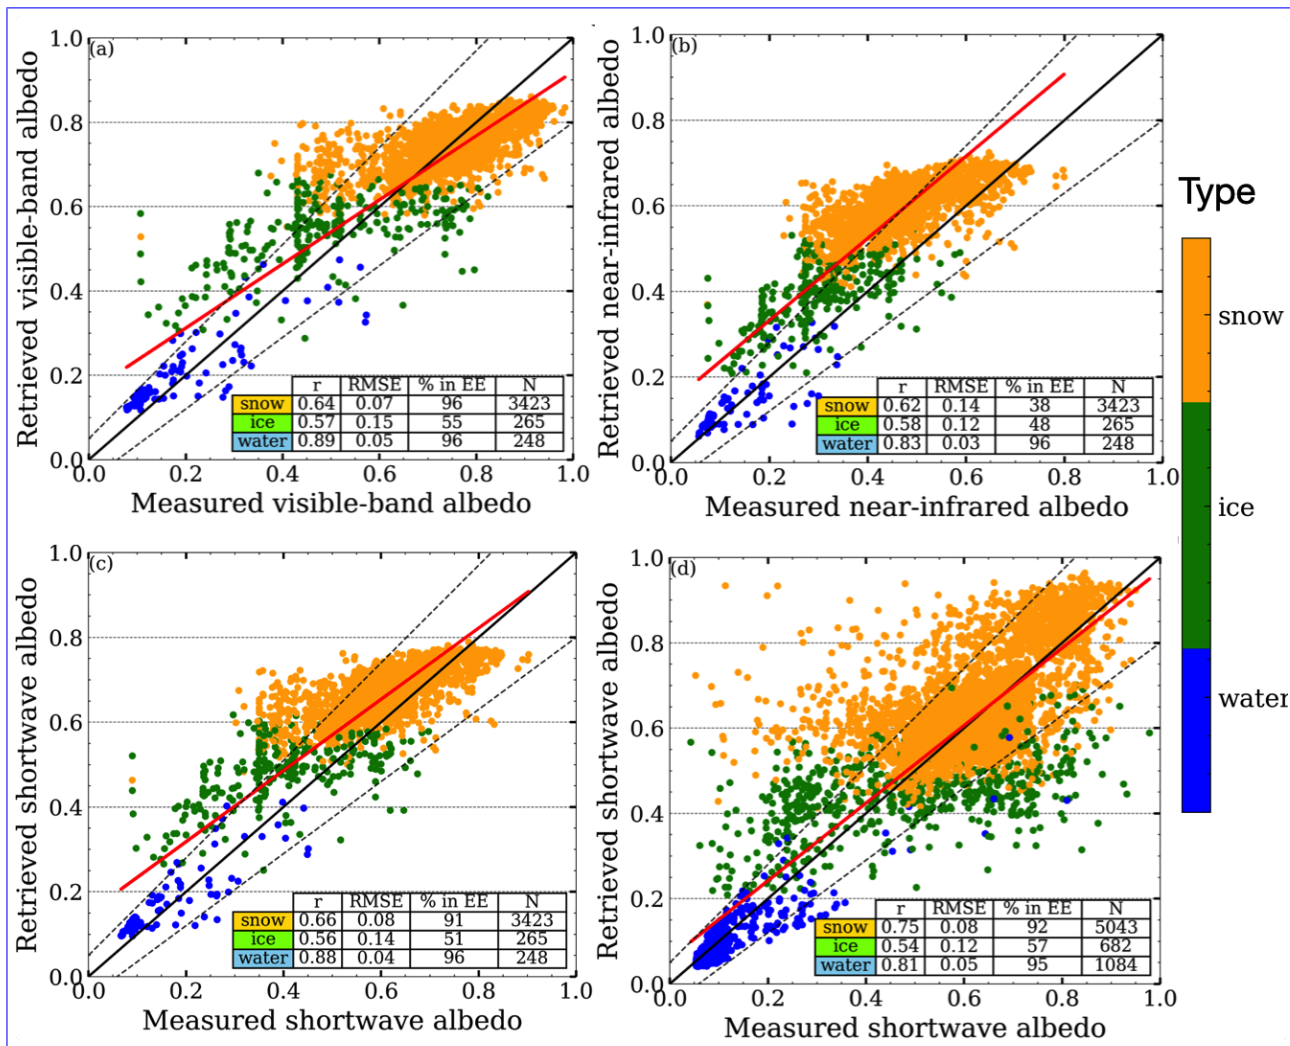 (a)
Retrieved visible-band albedo
1.0
0.8
0.6
0.4
0.2
0.0
r RMSE % in EE N
snow 0.64 0.07 96 3423
ice 0.57 0.15 55 265
water 0.89 0.05 96 248
0.0 0.2 0.4 0.6 0.8 1.0
Measured visible-band albedo
(b)
Retrieved near-infrared albedo
1.0
0.8
0.6
0.4
0.2
0.0
r RMSE % in EE N
snow 0.62 0.14 38 3423
ice 0.58 0.12 48 265
water 0.83 0.03 96 248
0.0 0.2 0.4 0.6 0.8 1.0
Measured near-infrared albedo
Type
snow
ice
water
(c)
Retrieved shortwave albedo
1.0
0.8
0.6
0.4
0.2
0.0
r RMSE % in EE N
snow 0.66 0.08 91 3423
ice 0.56 0.14 51 265
water 0.88 0.04 96 248
0.0 0.2 0.4 0.6 0.8 1.0
Measured shortwave albedo
(d)
Retrieved shortwave albedo
1.0
0.8
0.6
0.4
0.2
0.0
r RMSE % in EE N
snow 0.75 0.08 92 5043
ice 0.54 0.12 57 682
water 0.81 0.05 95 1084
0.0 0.2 0.4 0.6 0.8 1.0
Measured shortwave albedo